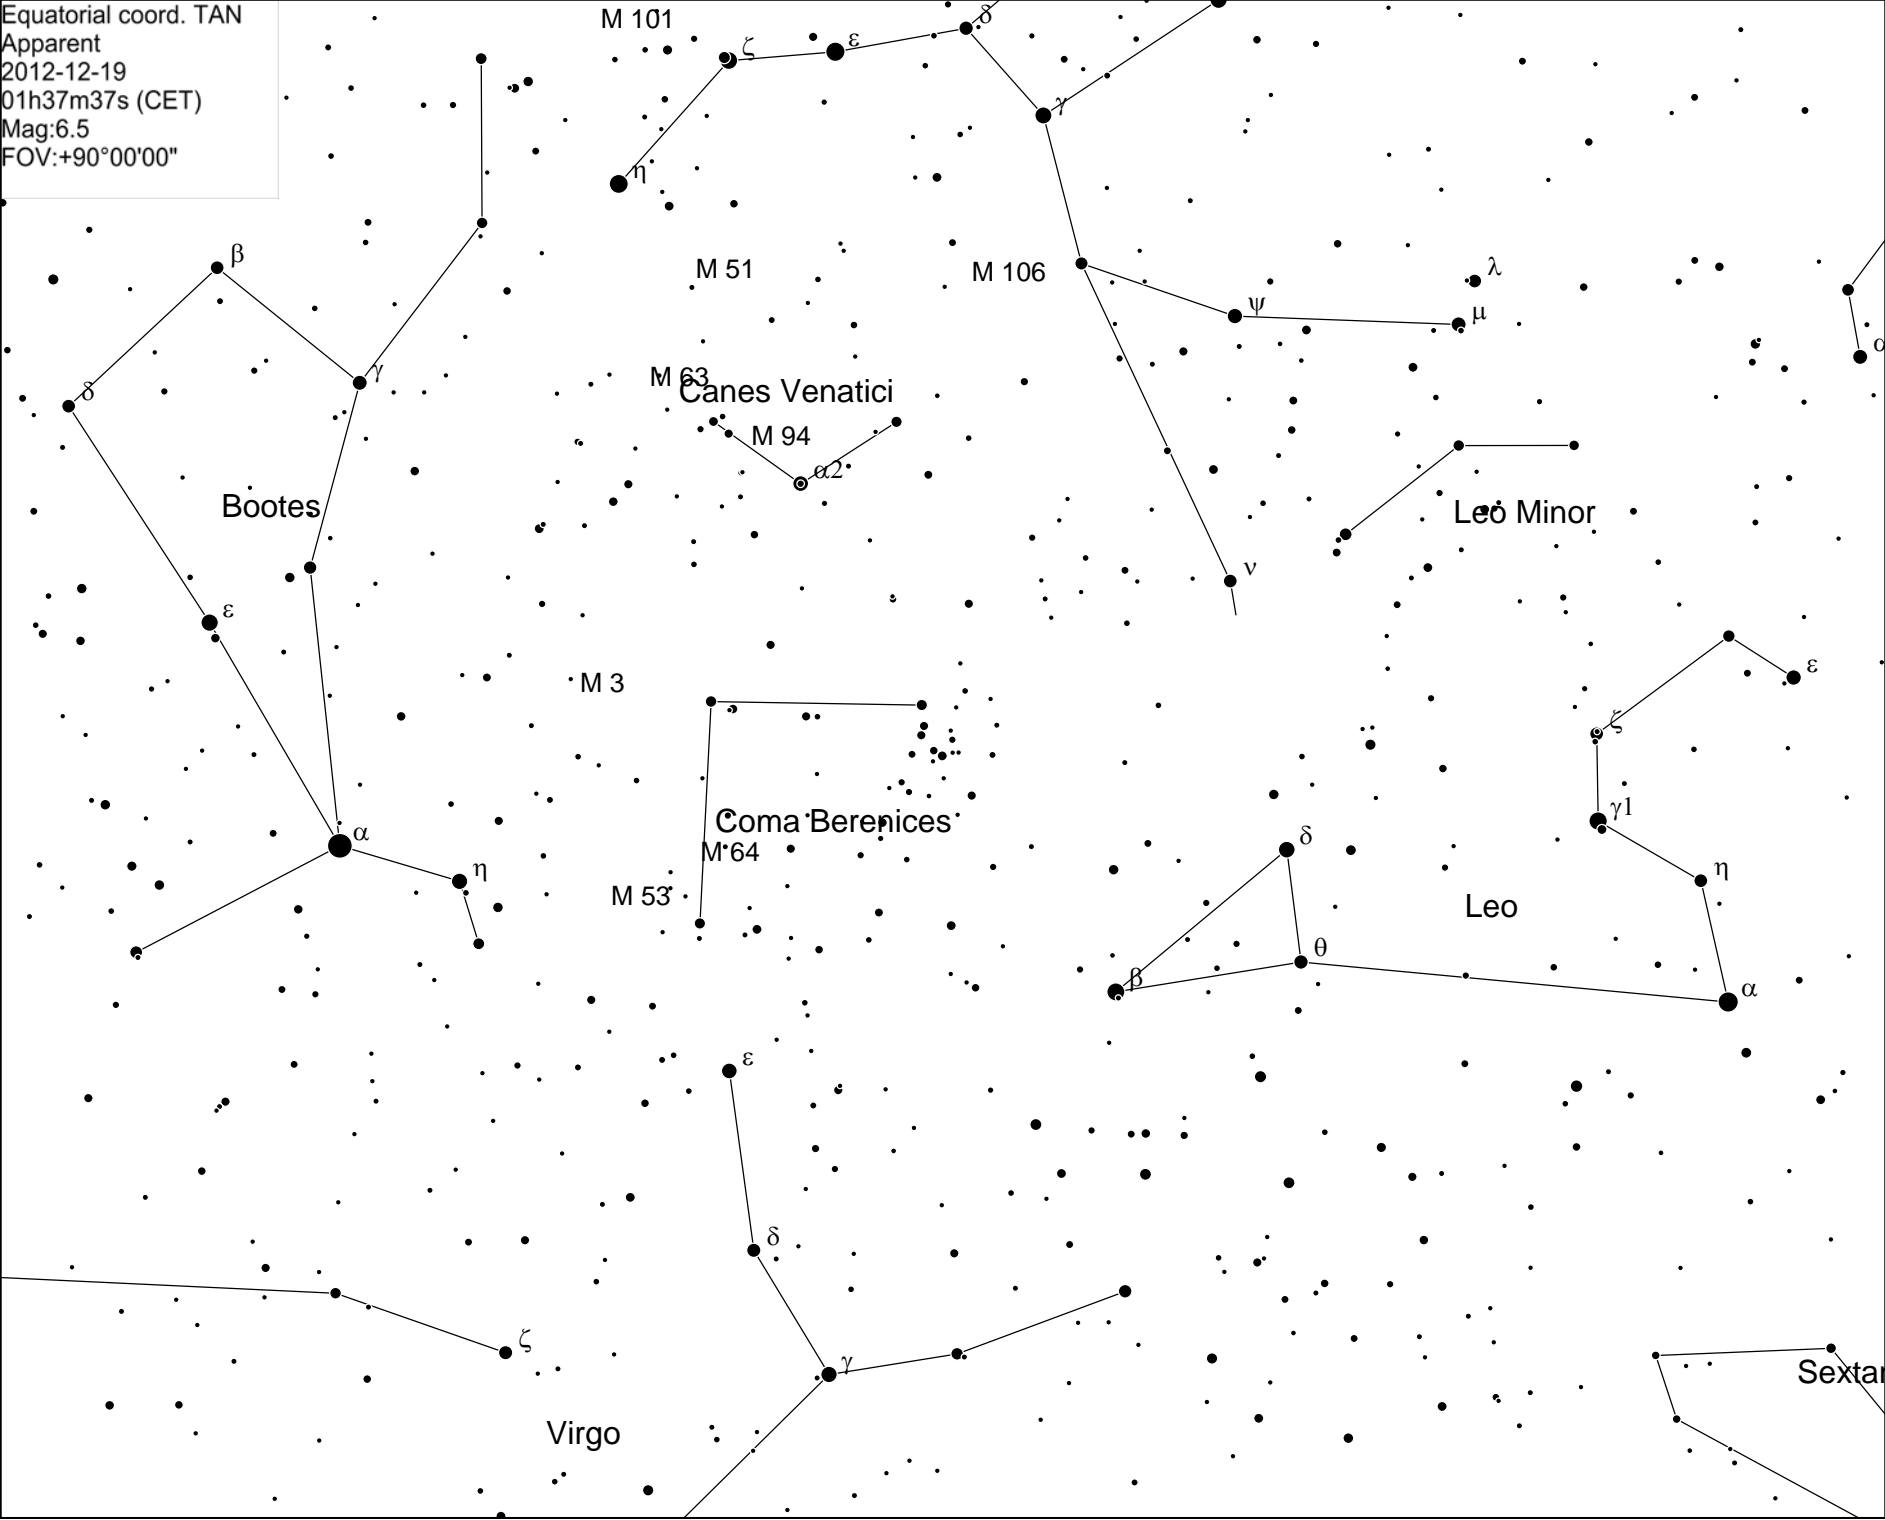 Equatorial coord. TAN
Apparent
2012-12-19
01h37m37s (CET)
Mag:6.5
FOV:+90°00'00"
M 101
δ
ζ
ε
γ
η
β
M 51
M 106
λ
ψ
μ
α
γ
M 63
δ
Canes Venatici
M 94
α2
Bootes
Leo Minor
ν
ε
M 3
ε
ζ
γ1
Coma Berenices
α
δ
M 64
η
η
M 53
Leo
θ
β
α
ε
δ
ζ
γ
Sextan
Virgo